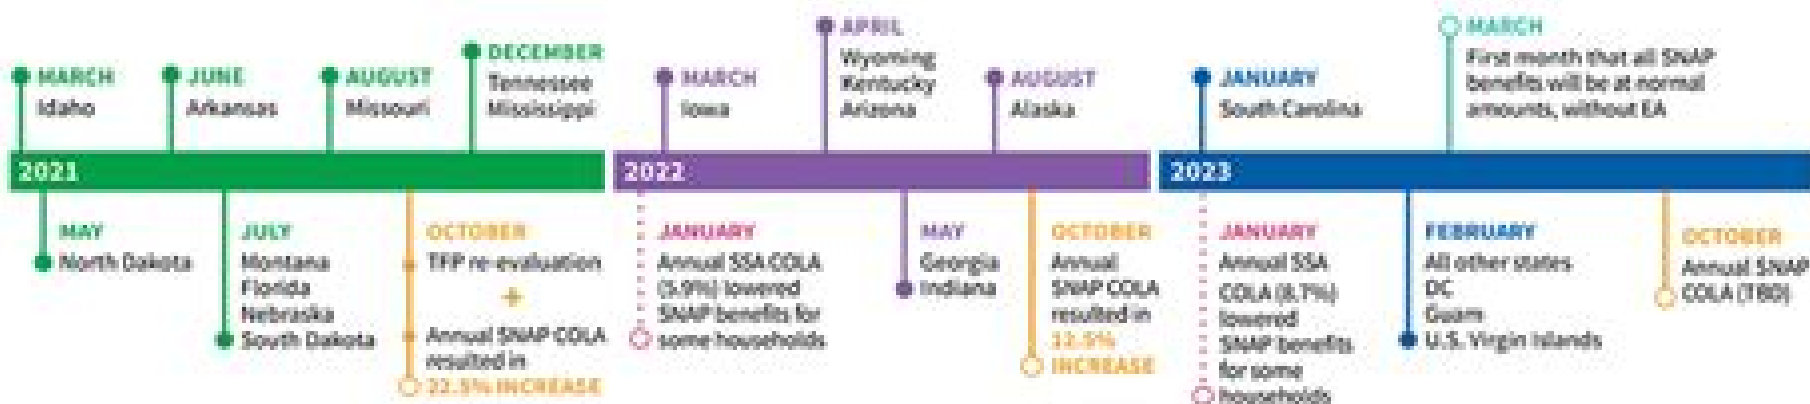 MARCH
Idaho
JUNE
Arkansas
AUGUST
Missouri
DECEMBER
Tennessee
Mississippi
MARCH
Iowa
APRIL
Wyoming
Kentucky
Arizona
AUGUST
Alaska
JANUARY
South Carolina
MARCH
First month that all SNAP
benefits will be at normal
amounts, without EA
2021
2022
2023
MAY
North Dakota
JULY
Montana
Florida
Nebraska
South Dakota
OCTOBER
TFP re-evaluation
+
Annual SNAP COLA
resulted in
22.5% INCREASE
JANUARY
Annual SSA COLA
(5.9%) lowered
SNAP benefits for
some households
MAY
Georgia
Indiana
OCTOBER
Annual
SNAP COLA
resulted in
12.5%
INCREASE
JANUARY
Annual SSA
COLA (8.7%)
lowered
SNAP benefits
for some
households
FEBRUARY
All other states
DC
Guam
U.S. Virgin Islands
OCTOBER
Annual SNAP
COLA (TBD)